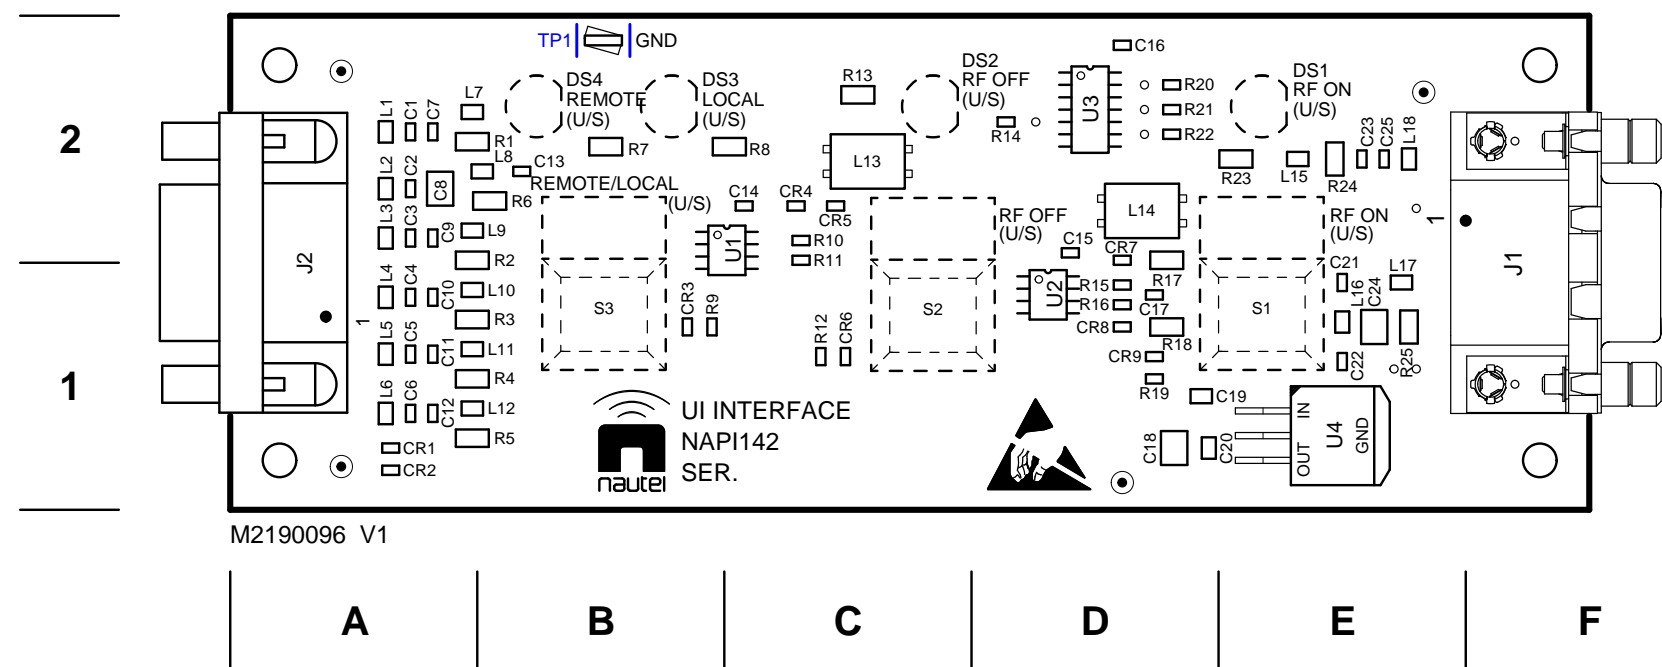 TP1 GND
C16
DS4
REMOTE
(U/S)
DS3
LOCAL
(U/S)
DS2
RF OFF
(U/S)
DS1
RF ON
(U/S)
R13
R14
U3
R20
R21
R22
2
L7
L1
C1
C7
R1
L8
C13
R7
R8
L13
R23
L15
R24
C23
C25
L18
L2
C2
C8
R6
REMOTE/LOCAL
(U/S)
C14
CR4
CR5
RF OFF
(U/S)
L14
RF ON
(U/S)
1
L3
C3
C9
L9
R2
U1
R10
R11
C15
CR7
R17
J2
1
L4
C4
C10
L10
R3
S3
CR3
R9
S2
U2
R15
R16
C17
CR8
R18
S1
C21
L16
C24
L17
J1
L5
C5
C11
L11
R4
R12
CR6
CR9
R19
C22
R25
1
L6
C6
C12
L12
R5
CR1
CR2
UI INTERFACE
NAPI142
SER.
nautel
C19
C18
C20
IN
OUT
U4
GND
M2190096 V1
A B C D E F